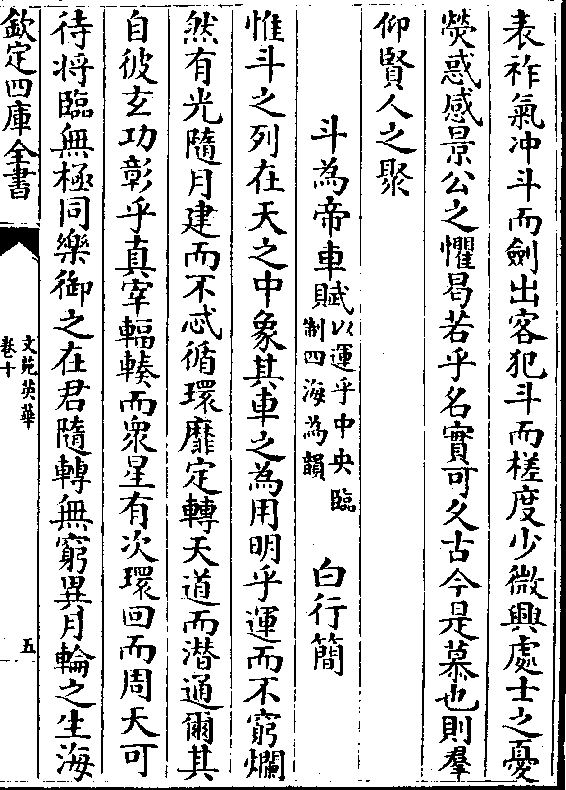 表祚氣冲斗而劍出客犯斗而槎度少微興處士之憂
熒惑感景公之懼曷若乎名實可久古今是慕也則羣
仰賢人之聚
斗為帝車賦以運乎中央臨制四海為韻 白行簡
惟斗之列在天之中象其車之為用明乎運而不窮爛
然有光隨月建而不忒循環靡定轉天道而潛通爾其
自彼玄功彰乎真宰輻輳而衆星有次環回而周天可
待将臨無極同樂御之在君隨轉無窮異月輪之生海
欽定四庫全書
文苑英華
卷十
五